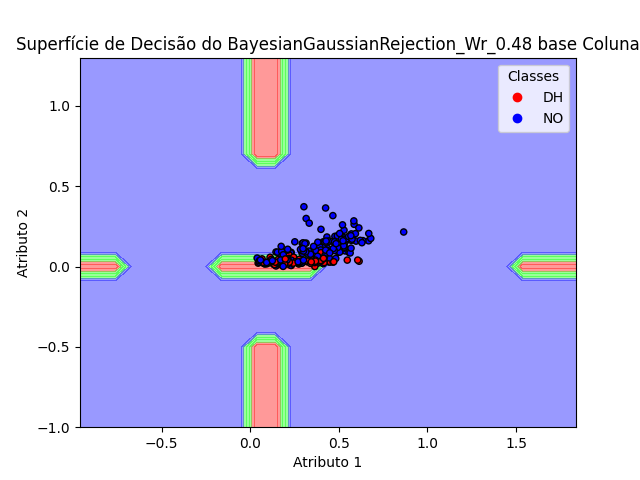 Superfície de Decisão do BayesianGaussianRejection_Wr_0.48 base Coluna
Classes
DH
NO
1.0
0.5
0.0
−0.5
−1.0
Atributo 2
−0.5
0.0
0.5
1.0
1.5
Atributo 1